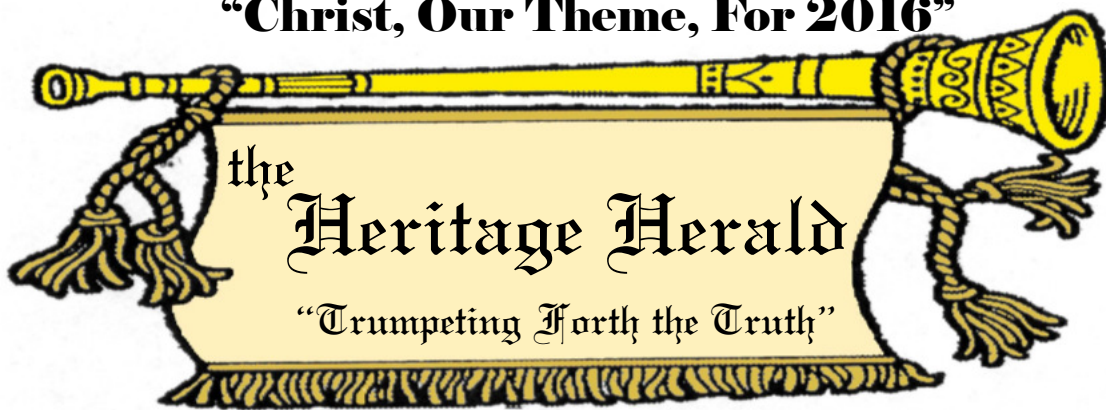 “Christ, Our Theme, For 2016”
the
Heritage Herald
“Trumpeting Forth the Truth”